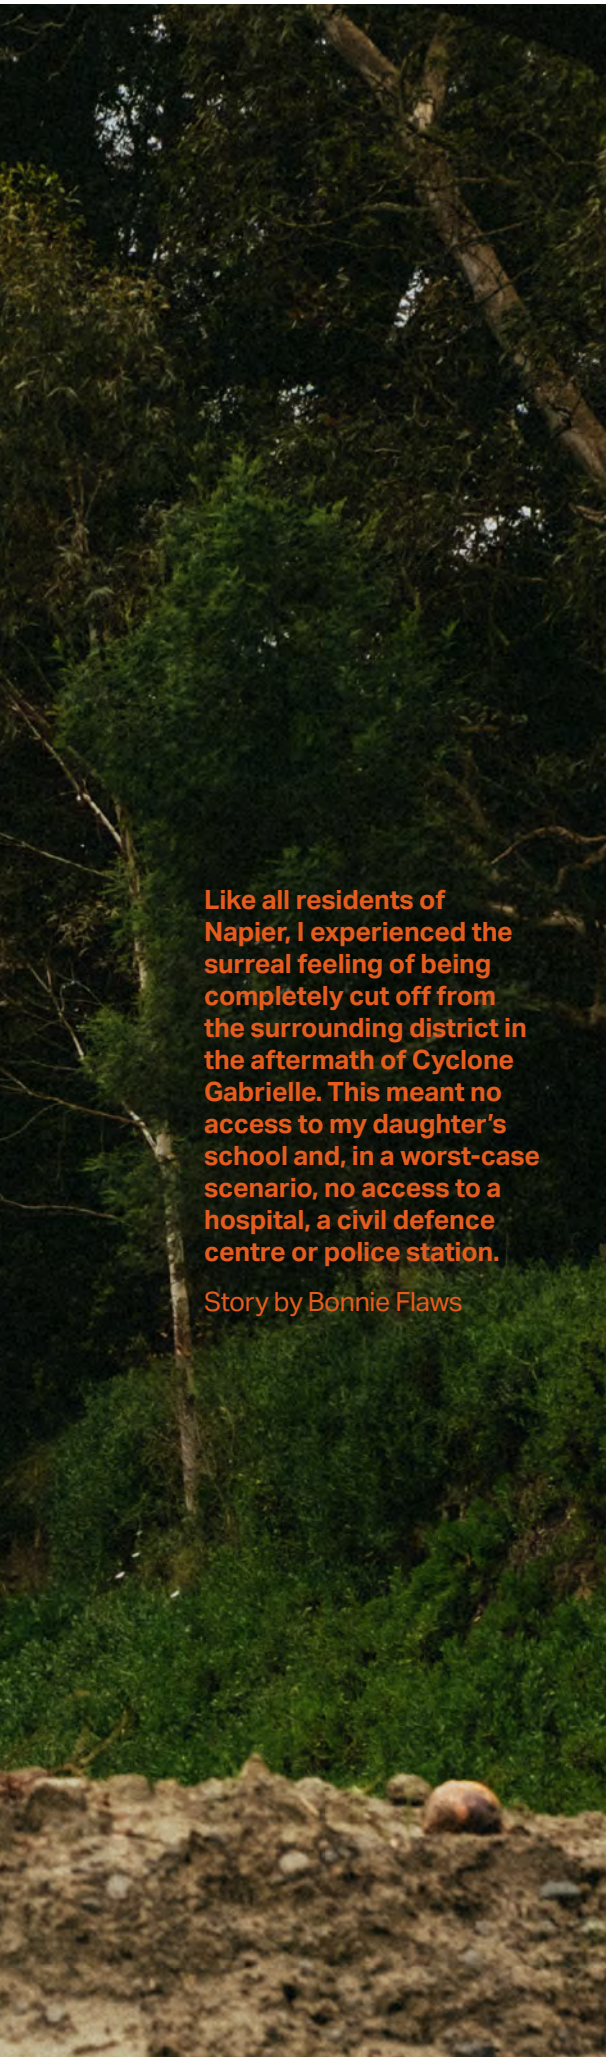 Like all residents of
Napier, I experienced the
surreal feeling of being
completely cut off from
the surrounding district in
the aftermath of Cyclone
Gabrielle. This meant no
access to my daughter’s
school and, in a worst-case
scenario, no access to a
hospital, a civil defence
centre or police station.
Story by Bonnie Flaws